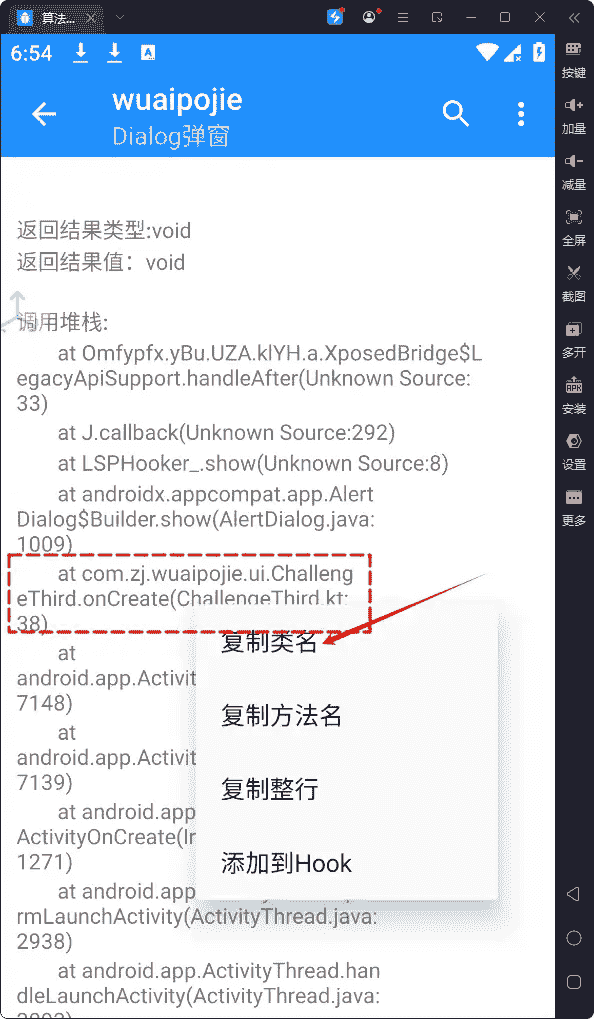 算法...
6:54
wuaipojie
Dialog弹窗
返回结果类型:void
返回结果值：void
调用堆栈:
at Omfypfx.yBu.UZA.klYH.a.XposedBridge$L
egacyApiSupport.handleAfter(Unknown Source:
33)
at J.callback(Unknown Source:292)
at LSPHooker_.show(Unknown Source:8)
at androidx.appcompat.app.Alert
Dialog$Builder.show(AlertDialog.java:
1009)
at com.zj.wuaipojie.ui.Challeng
eThird.onCreate(ChallengeThird.kt:
38)
at
android.app.Activit
7148)
at
android.app.Activit
7139)
at android.app
ActivityOnCreate(Ir
1271)
at android.app
rmLaunchActivity(ActivityThread.java:
2938)
at android.app.ActivityThread.han
dleLaunchActivity(ActivityThread.java:
复制类名
复制方法名
复制整行
添加到Hook
按键
加量
减量
全屏
截图
多开
安装
设置
更多